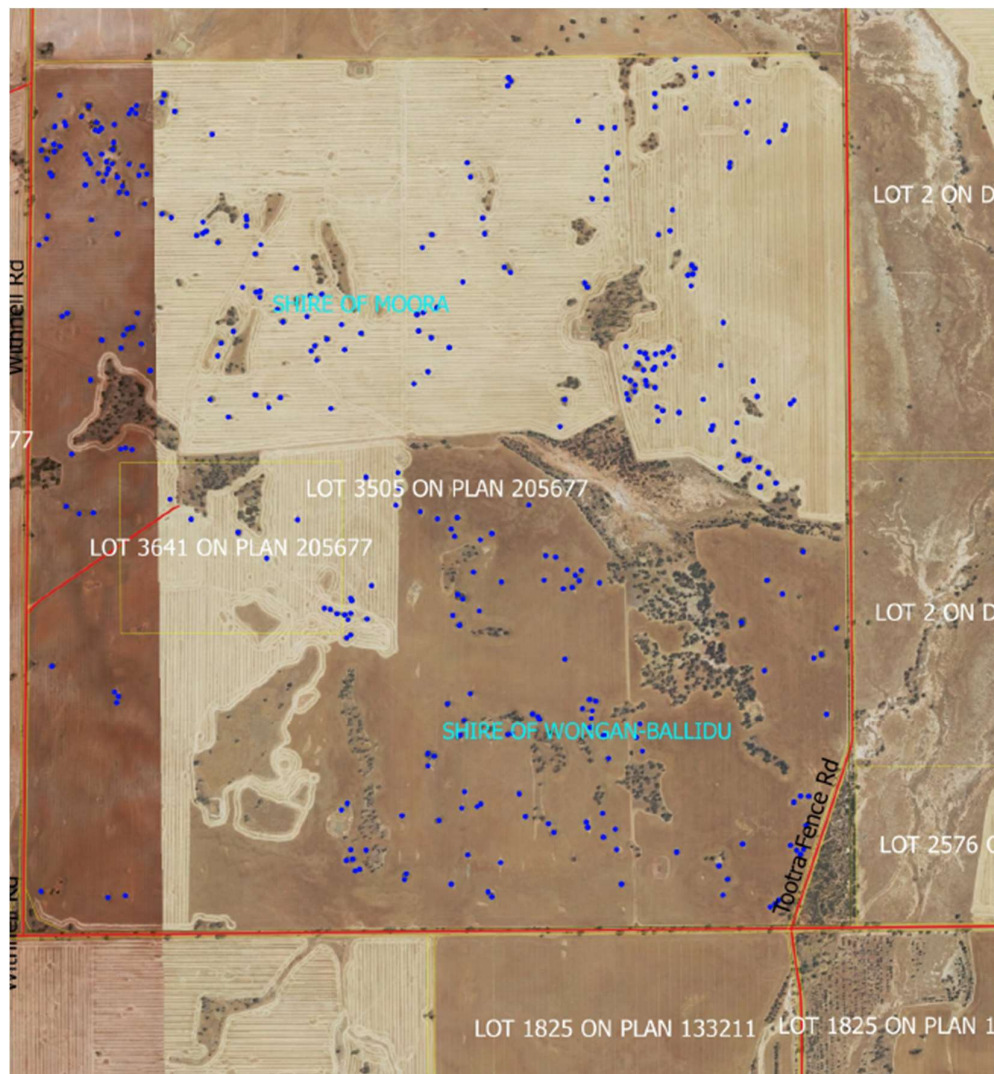 LOT 2 ON D
Withnell Rd
SHIRE OF MOORA
77
LOT 3505 ON PLAN 205677
LOT 3641 ON PLAN 205677
LOT 2 ON D
SHIRE OF WONGAN-BALLIDU
Tootra Fence Rd
LOT 2576
Withnell Rd
LOT 1825 ON PLAN 133211
LOT 1825 ON PLAN 1